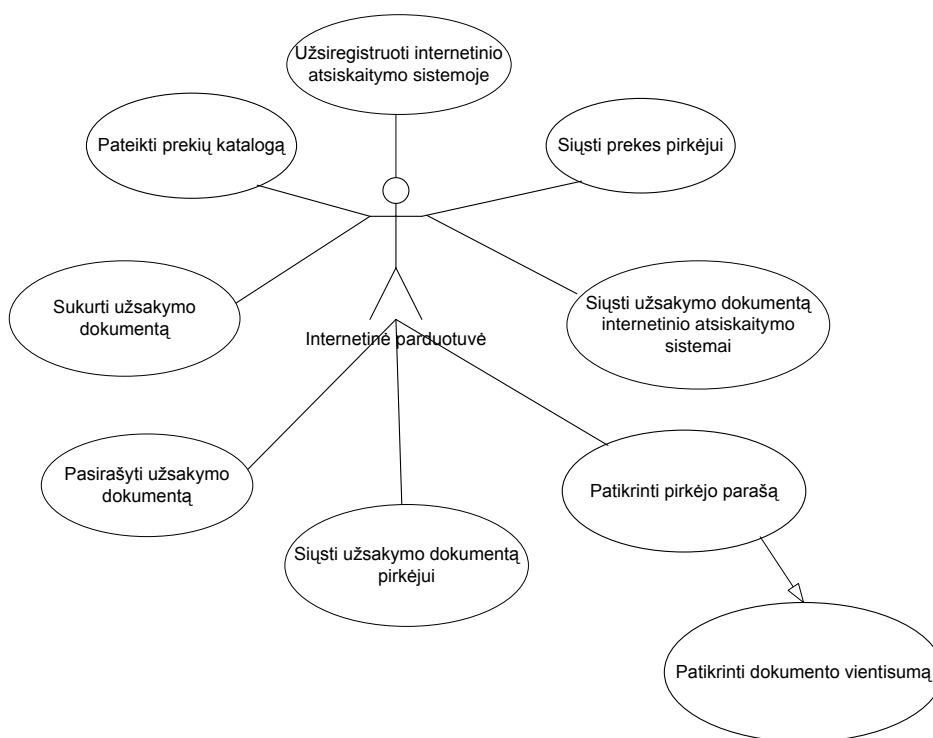 Užsiregistruoti internetinio
atsiskaitymo sistemoje
Pateikti prekių katalogą
Siųsti prekes pirkėjui
Sukurti užsakymo
dokumentą
Siųsti užsakymo dokumentą
internetinio atsiskaitymo
sistemai
Internetinė parduotuvė
Pasirašyti užsakymo
dokumentą
Patikrinti pirkėjo parašą
Siųsti užsakymo dokumentą
pirkėjui
Patikrinti dokumento vientisumą